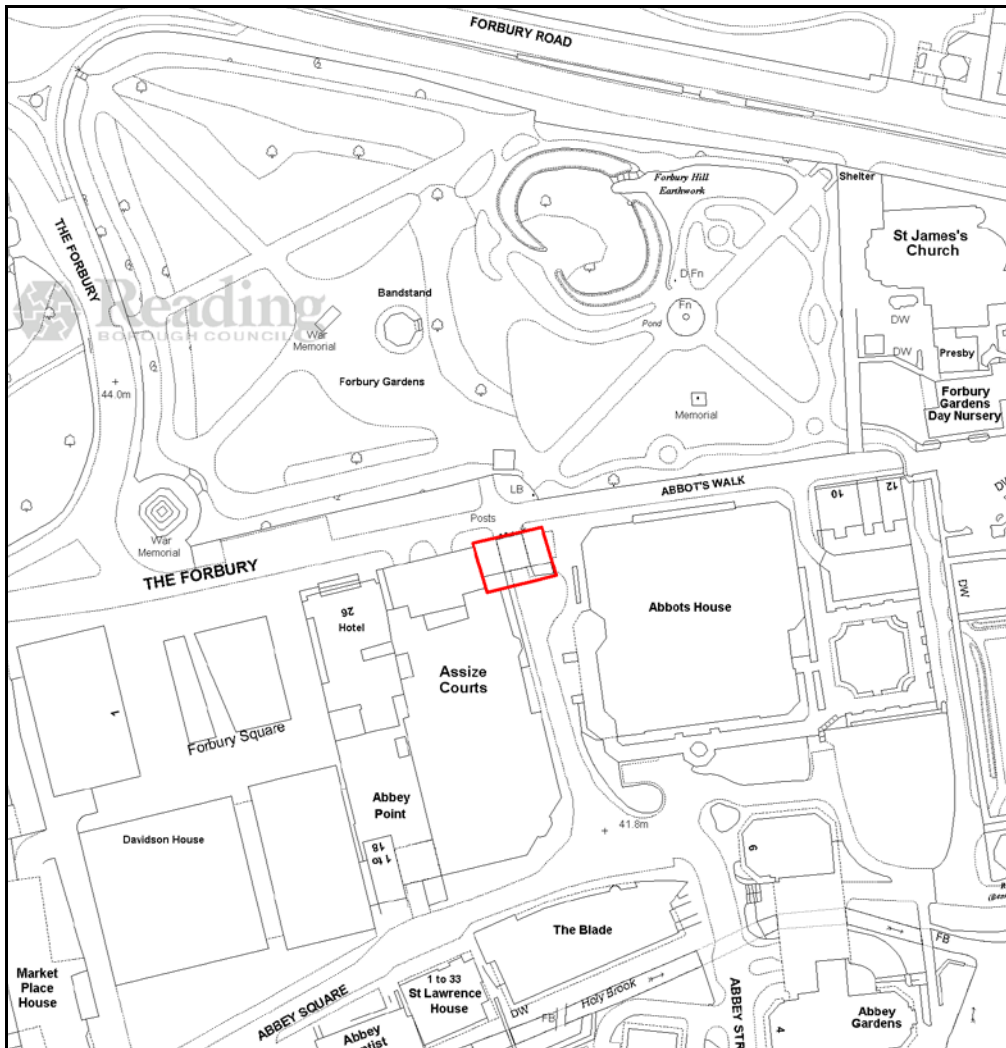 FORBURY ROAD
Forbury Hill
Earthwork
Shelter
St James's
Church
THE FORBURY
Reading
BOROUGH COUNCIL
Bandstand
War
Memorial
D Fn
Fn
Pond
DW
DW
Presby
44.0m
Forbury Gardens
Memorial
Forbury
Gardens
Day Nursery
LB
ABBOT'S WALK
10
12
Posts
War
Memorial
THE FORBURY
26
Hotel
Abbots House
DW
Assize
Courts
1
Forbury Square
Abbey
Point
Davidson House
1 to
18
41.8m
6
The Blade
FB
Market
Place
House
1 to 33
St Lawrence
House
Holy Brook
DW
FB
ABBEY SQUARE
Abbey
ABBEY STR
4
Abbey
Gardens